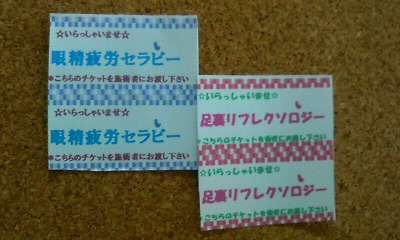 ☆いらっしゃいませ☆
眼精疲労セラピー
*こちらのチケットを施術者にお渡し下さい
☆いらっしゃいませ☆
眼精疲労セラピー
*こちらのチケットを施術者にお渡し下さい
☆いらっしゃいませ☆
足裏リフレクソロジー
*こちらのチケットを施術者にお渡し下さい
☆いらっしゃいませ☆
足裏リフレクソロジー
*こちらのチケットを施術者にお渡し下さい